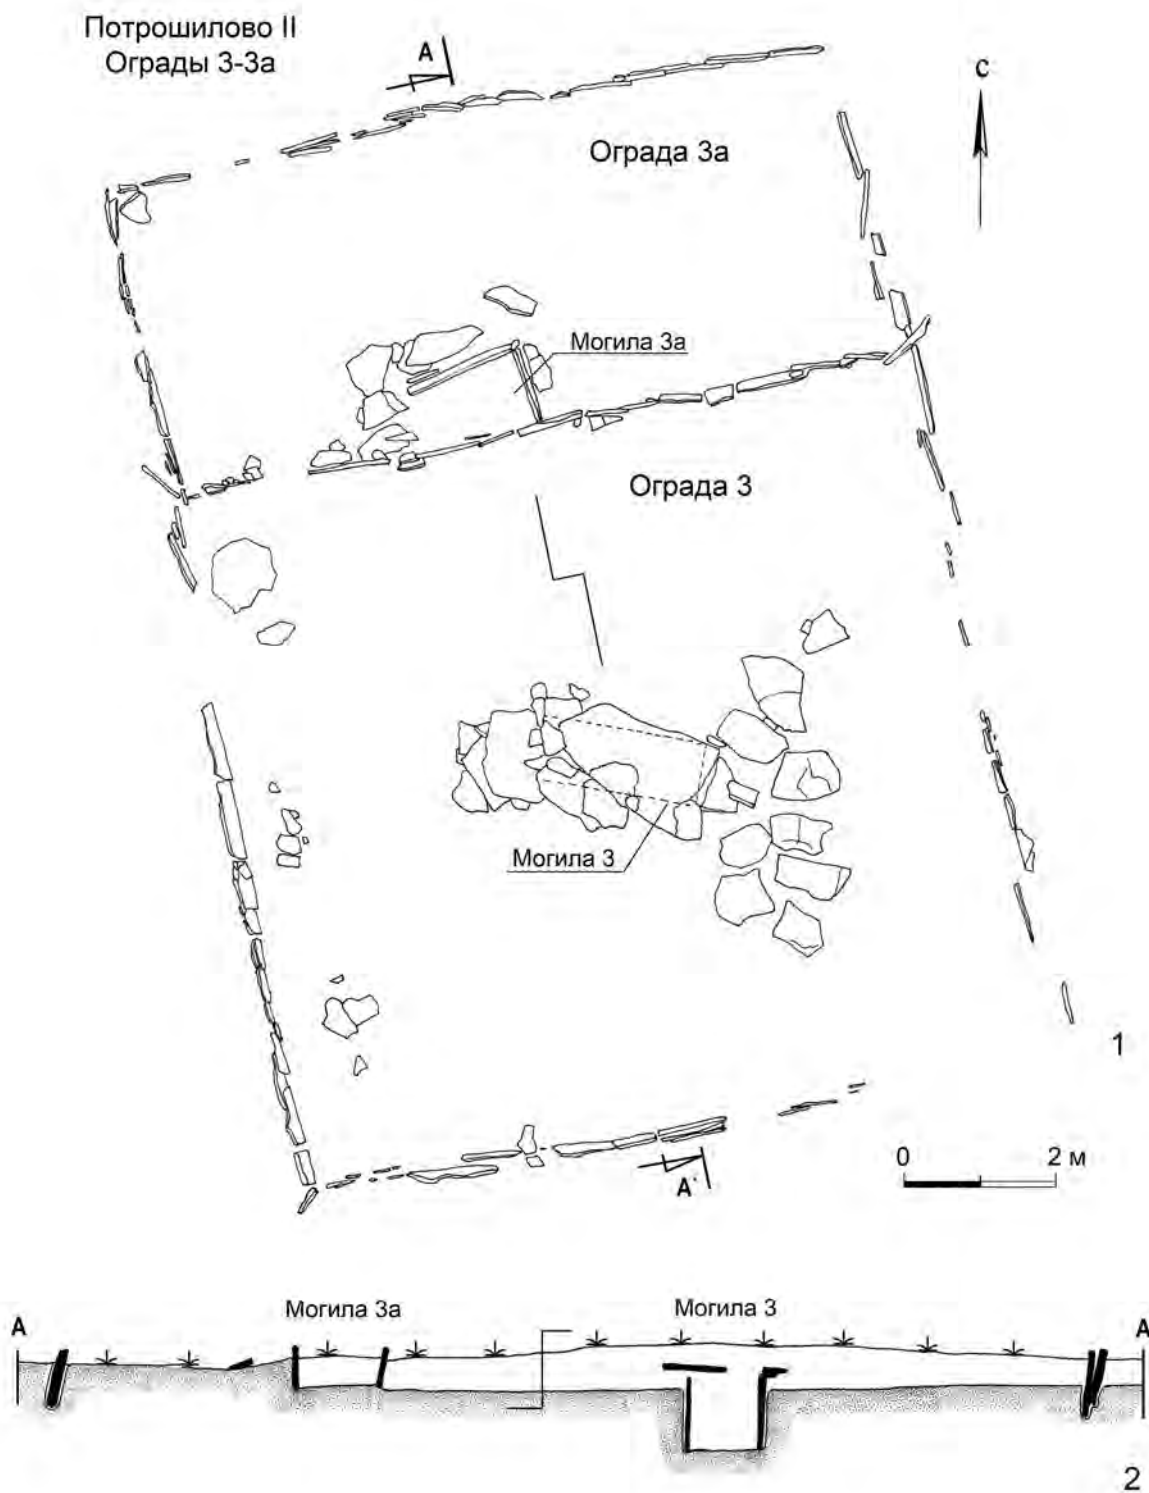 Потрошилово II
Ограды 3-3а
А
С
Ограда 3а
Могила 3а
Ограда 3
Могила 3
1
0 2 м
А'
Могила 3а
Могила 3
А
А
2